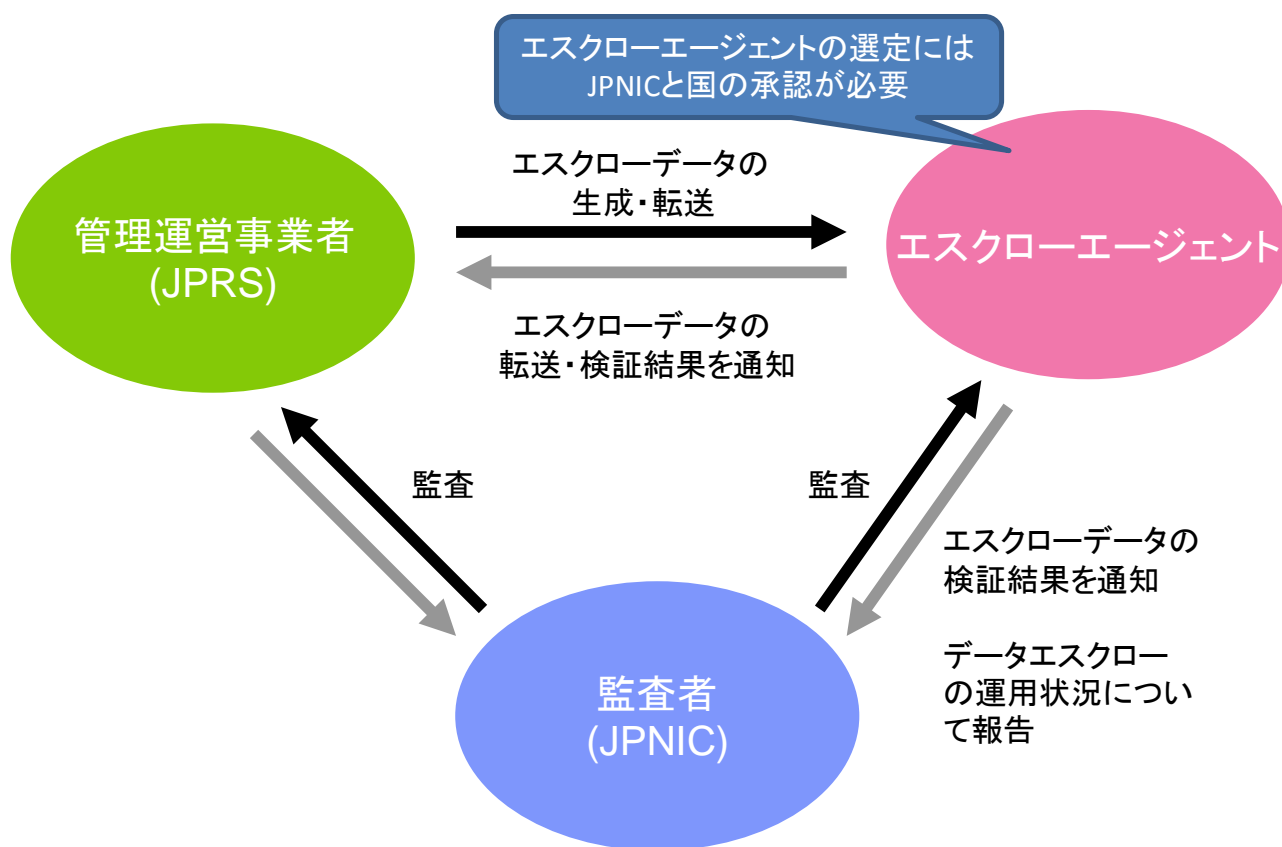 エスクローエージェントの選定には
JPNICと国の承認が必要
エスクローデータの
生成・転送
管理運営事業者
(JPRS)
エスクローエージェント
エスクローデータの
転送・検証結果を通知
監査
監査
エスクローデータの
検証結果を通知
データエスクロー
の運用状況につい
て報告
監査者
(JPNIC)